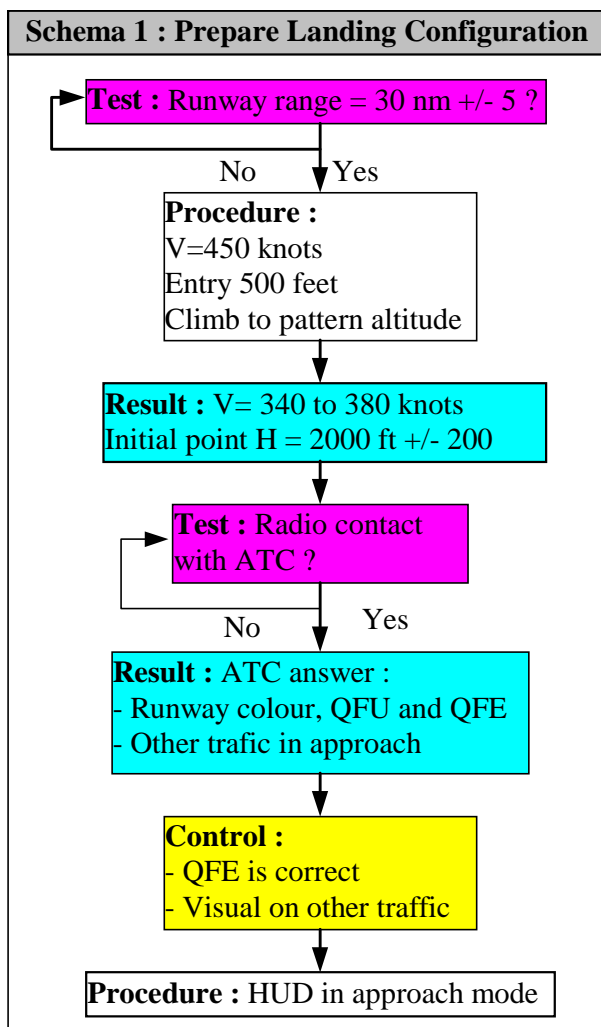 Schema 1 : Prepare Landing Configuration
Test : Runway range = 30 nm +/- 5 ?
No Yes
Procedure :
V=450 knots
Entry 500 feet
Climb to pattern altitude
Result : V= 340 to 380 knots
Initial point H = 2000 ft +/- 200
Test : Radio contact
with ATC ?
No Yes
Result : ATC answer :
- Runway colour, QFU and QFE
- Other trafic in approach
Control :
- QFE is correct
- Visual on other traffic
Procedure : HUD in approach mode